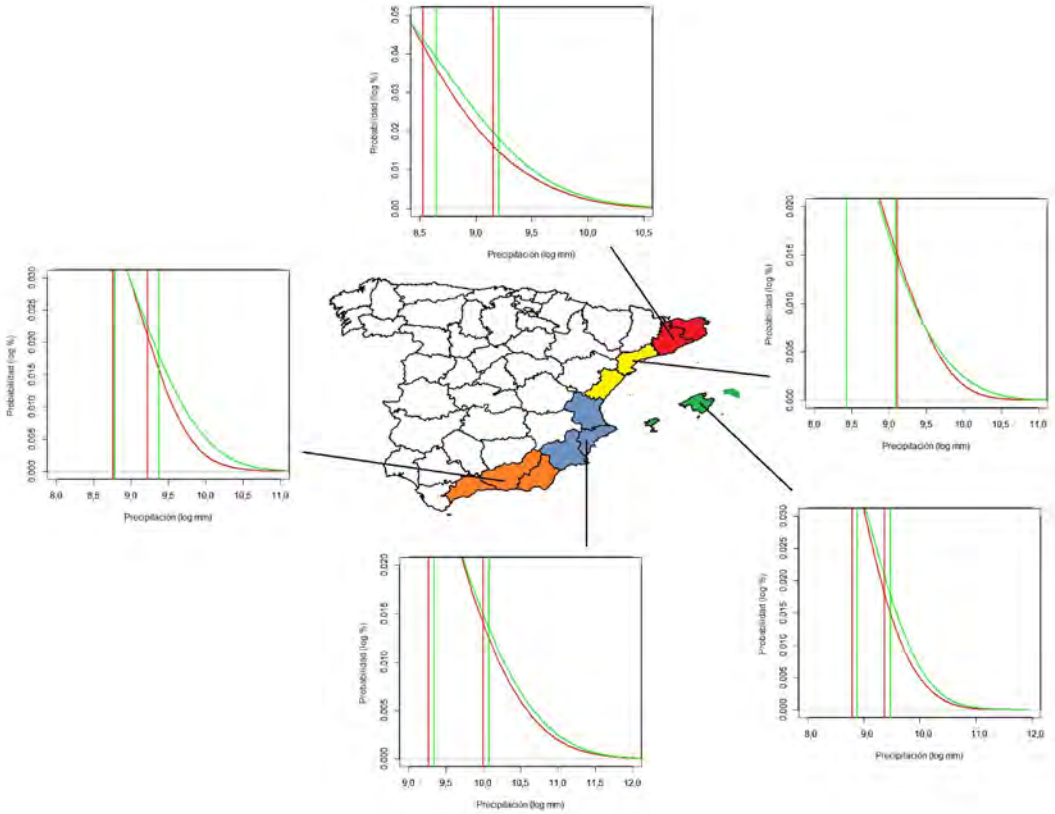 0.05
0.04
0.03
0.02
0.01
0.00
Probabilidad (log %)
8,5 9,0 9,5 10,0 10,5
Precipitación (log mm)
0.020
0.015
0.010
0.005
0.000
Probabilidad (log %)
8,0 8,5 9,0 9,5 10,0 10,5 11,0
Precipitación (log mm)
0.030
0.025
0.020
0.015
0.010
0.005
0.000
Probabilidad (log %)
8,0 8,5 9,0 9,5 10,0 10,5 11,0
Precipitación (log mm)
0.030
0.025
0.020
0.015
0.010
0.005
0.000
Probabilidad (log %)
8,0 9,0 10,0 11,0 12,0
Precipitación (log mm)
0.020
0.015
0.010
0.005
0.000
Probabilidad (log %)
9,0 9,5 10,0 10,5 11,0 11,5 12,0
Precipitación (log mm)